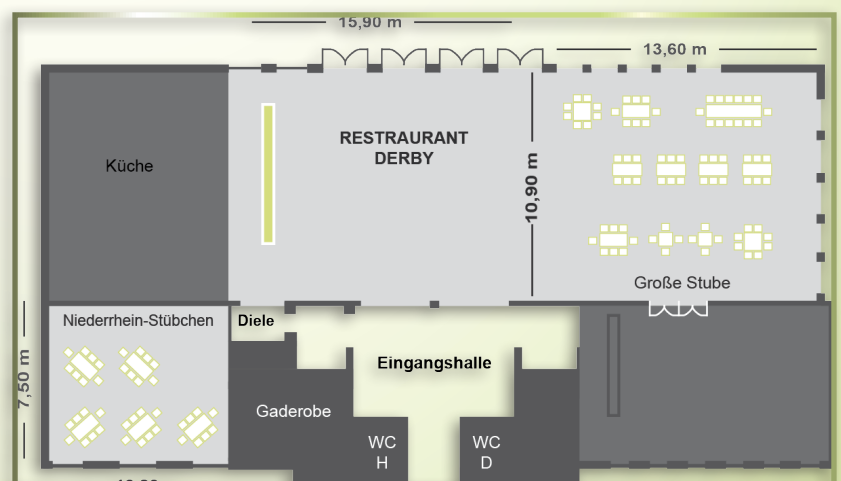 15,90 m
13,60 m
RESTRAURANT
DERBY
Küche
10,90 m
Große Stube
Niederrhein-Stübchen
Diele
Eingangshalle
7,50 m
Gaderobe
WC
H
WC
D